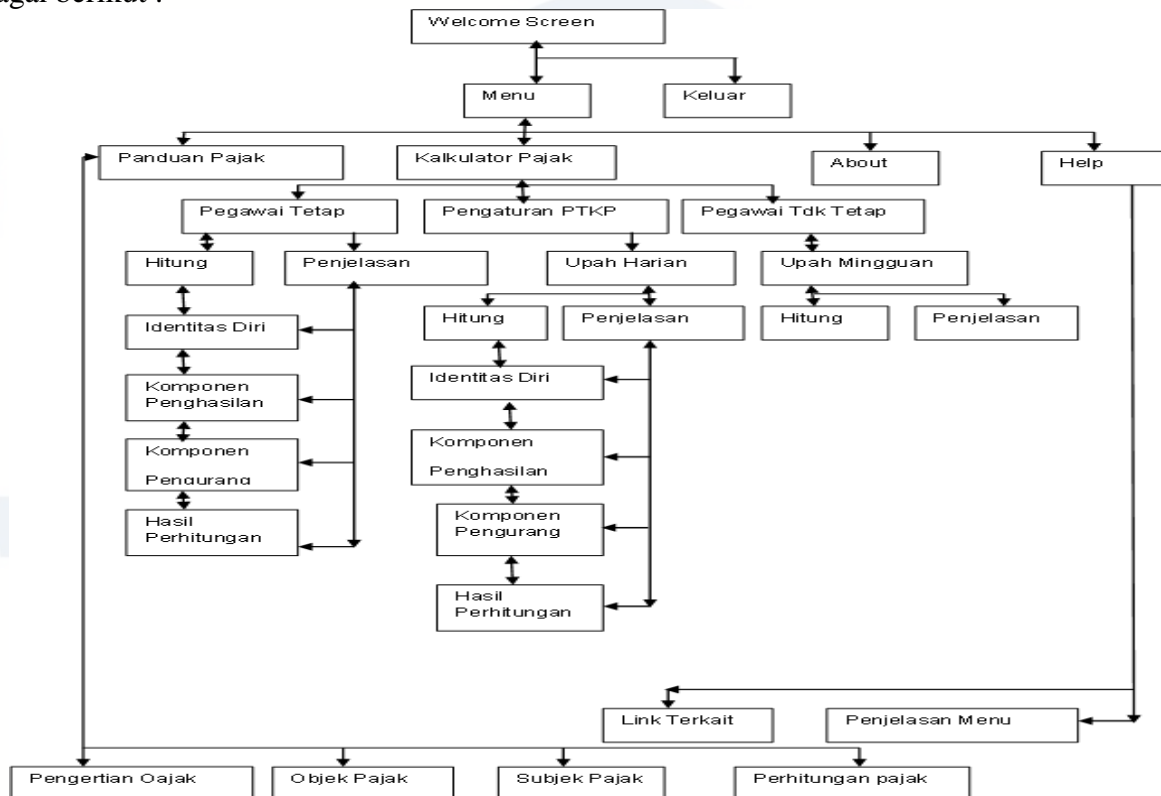 agai berikut :
Welcome Screen
Menu
Keluar
Panduan Pajak
Kalkulator Pajak
About
Help
Pegawai Tetap
Pengaturan PTKP
Pegawai Tdk Tetap
Hitung
Penjelasan
Upah Harian
Upah Mingguan
Hitung
Penjelasan
Hitung
Penjelasan
Identitas Diri
Komponen
Penghasilan
Komponen
Pengurang
Hasil
Perhitungan
Identitas Diri
Komponen
Penghasilan
Komponen
Pengurang
Hasil
Perhitungan
Link Terkait
Penjelasan Menu
Pengertian Oajak
Objek Pajak
Subjek Pajak
Perhitungan pajak